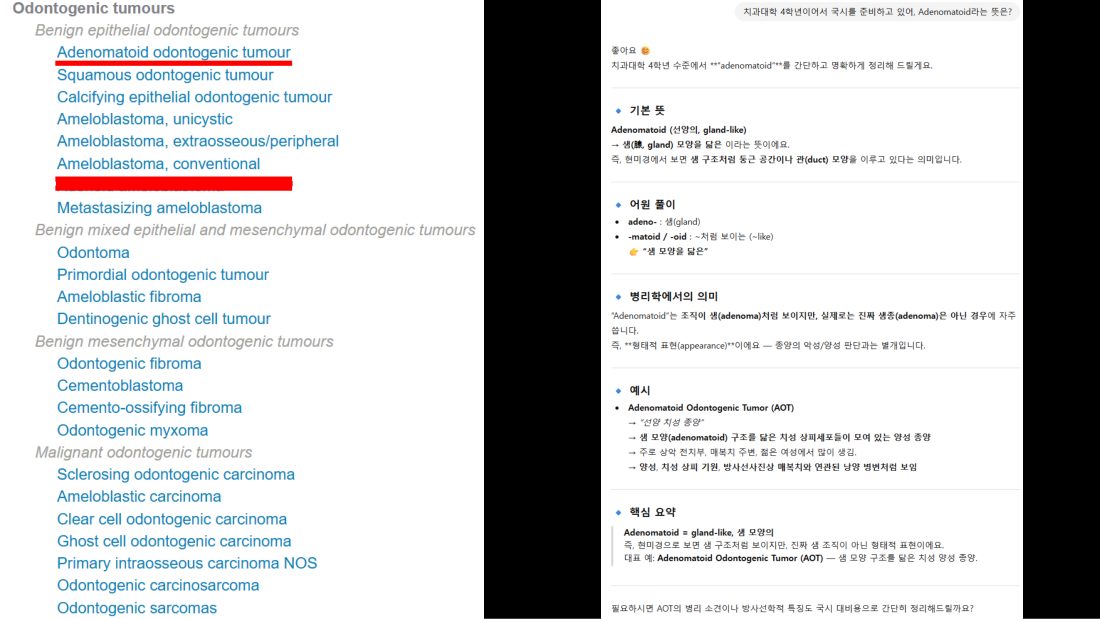 Odontogenic tumours
Benign epithelial odontogenic tumours
Adenomatoid odontogenic tumour
Squamous odontogenic tumour
Calcifying epithelial odontogenic tumour
Ameloblastoma, unicystic
Ameloblastoma, extraosseous/peripheral
Ameloblastoma, conventional
Metastasizing ameloblastoma
Benign mixed epithelial and mesenchymal odontogenic tumours
Odontoma
Primordial odontogenic tumour
Ameloblastic fibroma
Dentinogenic ghost cell tumour
Benign mesenchymal odontogenic tumours
Odontogenic fibroma
Cementoblastoma
Cemento-ossifying fibroma
Odontogenic myxoma
Malignant odontogenic tumours
Sclerosing odontogenic carcinoma
Ameloblastic carcinoma
Clear cell odontogenic carcinoma
Ghost cell odontogenic carcinoma
Primary intraosseous carcinoma NOS
Odontogenic carcinosarcoma
Odontogenic sarcomas
치과대학 4학년이어서 국시를 준비하고 있어, Adenomatoid라는 뜻은?
좋아요 😊
치과대학 4학년 수준에서 **"adenomatoid"**를 간단하고 명확하게 정리해 드릴게요.
🔹 기본 뜻
Adenomatoid (선양의, gland-like)
→ 샘(腺, gland) 모양을 닮은 이라는 뜻이에요.
즉, 현미경에서 보면 샘 구조처럼 둥근 공간이나 관(duct) 모양을 이루고 있다는 의미입니다.
🔹 어원 풀이
• adeno- : 샘(gland)
• -matoid / -oid : ~처럼 보이는 (~like)
👉 "샘 모양을 닮은"
🔹 병리학에서의 의미
"Adenomatoid"는 조직이 샘(adenoma)처럼 보이지만, 실제로는 진짜 샘종(adenoma)은 아닌 경우에 자주
씁니다.
즉, **형태적 표현(appearance)**이에요 — 종양의 악성/양성 판단과는 별개입니다.
🔹 예시
• Adenomatoid Odontogenic Tumor (AOT)
→ "선양 치성 종양"
→ 샘 모양(adenomatoid) 구조를 닮은 치성 상피세포들이 모여 있는 양성 종양
→ 주로 상악 전치부, 매복치 주변, 젊은 여성에서 많이 생김.
→ 양성, 치성 상피 기원, 방사선사진상 매복치와 연관된 낭양 병변처럼 보임
🔹 핵심 요약
Adenomatoid = gland-like, 샘 모양의
즉, 현미경으로 보면 샘 구조처럼 보이지만, 진짜 샘 조직이 아닌 형태적 표현이에요.
대표 예: Adenomatoid Odontogenic Tumor (AOT) — 샘 모양 구조를 닮은 치성 양성 종양.
필요하시면 AOT의 병리 소견이나 방사선학적 특징도 국시 대비용으로 간단히 정리해드릴까요?